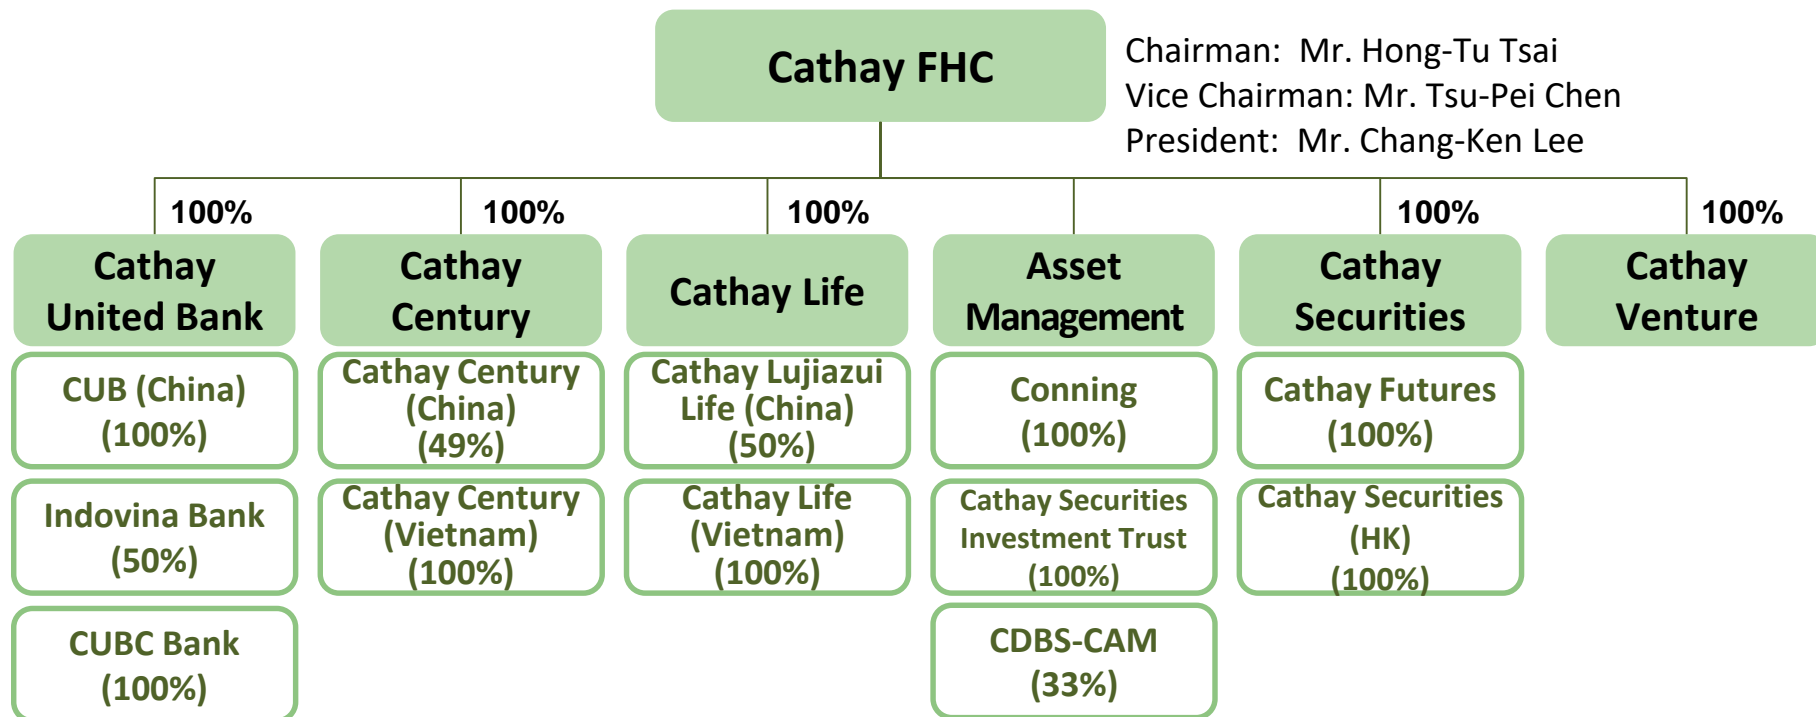 Cathay FHC
Chairman: Mr. Hong-Tu Tsai
Vice Chairman: Mr. Tsu-Pei Chen
President: Mr. Chang-Ken Lee
100%
100%
100%
100%
100%
Cathay
United Bank
Cathay
Century
Cathay Life
Asset
Management
Cathay
Securities
Cathay
Venture
CUB (China)
(100%)
Cathay Century
(China)
(49%)
Cathay Lujiazui
Life (China)
(50%)
Conning
(100%)
Cathay Futures
(100%)
Indovina Bank
(50%)
Cathay Century
(Vietnam)
(100%)
Cathay Life
(Vietnam)
(100%)
Cathay Securities
Investment Trust
(100%)
Cathay Securities
(HK)
(100%)
CUBC Bank
(100%)
CDBS-CAM
(33%)